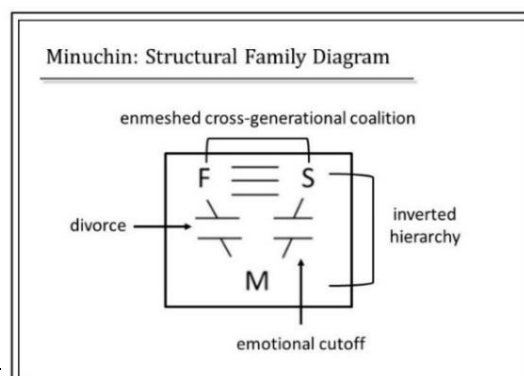 Minuchin: Structural Family Diagram
enmeshed cross-generational coalition
F S
divorce
inverted
hierarchy
M
emotional cutoff